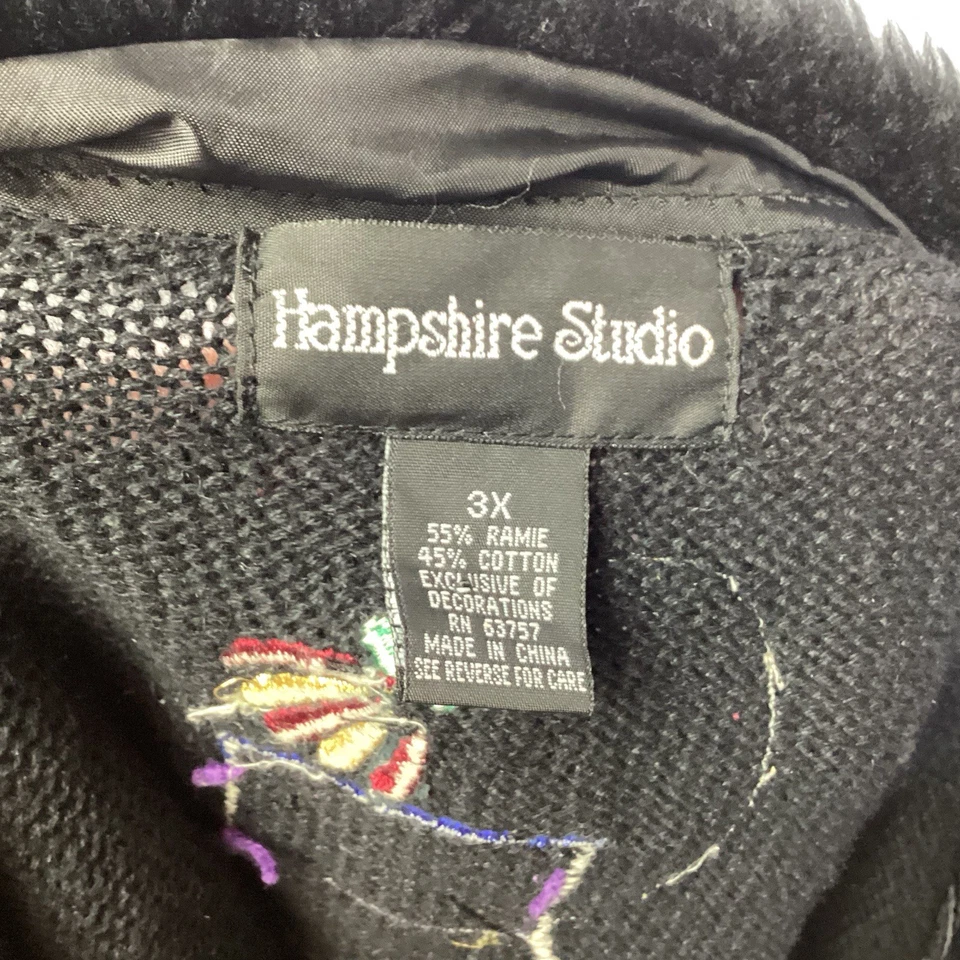 Hampshire Studio
3X
55% RAMIE
45% COTTON
EXCLUSIVE OF
DECORATIONS
RN 63757
MADE IN CHINA
SEE REVERSE FOR CARE